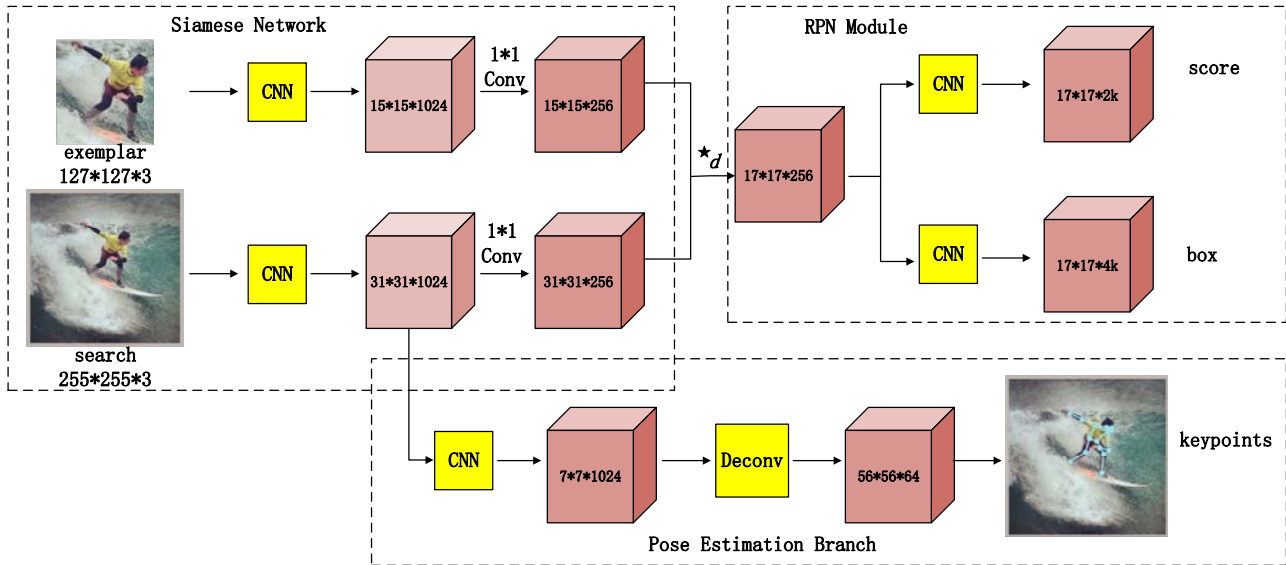 Siamese Network
exemplar
127*127*3
CNN
15*15*1024
1*1
Conv
15*15*256
search
255*255*3
CNN
31*31*1024
1*1
Conv
31*31*256
★d
RPN Module
17*17*256
CNN
17*17*2k
score
CNN
17*17*4k
box
CNN
7*7*1024
Deconv
56*56*64
keypoints
Pose Estimation Branch